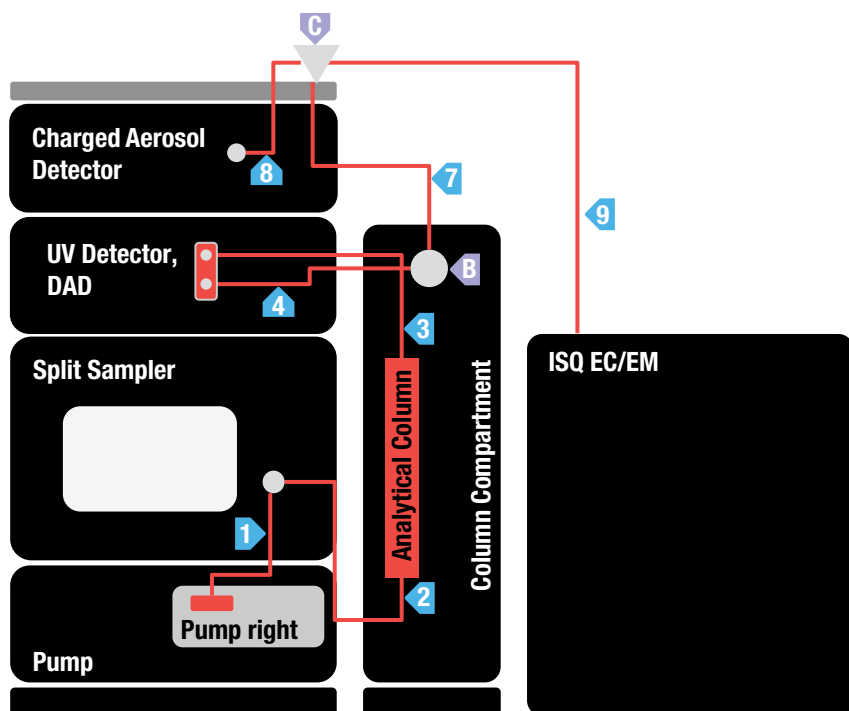 C
Charged Aerosol
Detector
8
7
9
UV Detector,
DAD
B
4
3
Split Sampler
ISQ EC/EM
Analytical Column
Column Compartment
1
2
Pump right
Pump